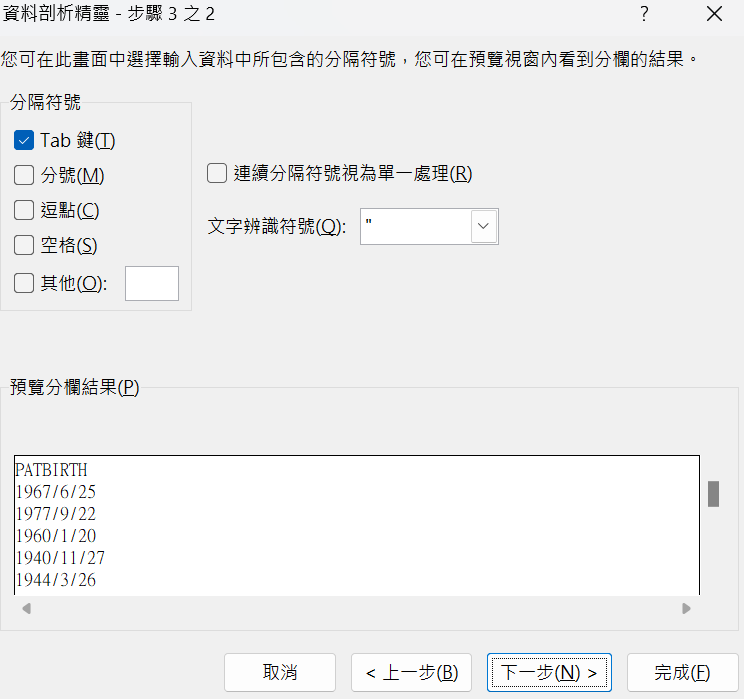 資料剖析精靈 - 步驟 3 之 2
?
您可在此畫面中選擇輸入資料中所包含的分隔符號，您可在預覽視窗內看到分欄的結果。
分隔符號
Tab 鍵(T)
分號(M)
連續分隔符號視為單一處理(R)
逗點(C)
文字辨識符號(Q): "
空格(S)
其他(O):
預覽分欄結果(P)
PATBIRTH
1967/6/25
1977/9/22
1960/1/20
1940/11/27
1944/3/26
取消
< 上一步(B)
下一步(N) >
完成(F)